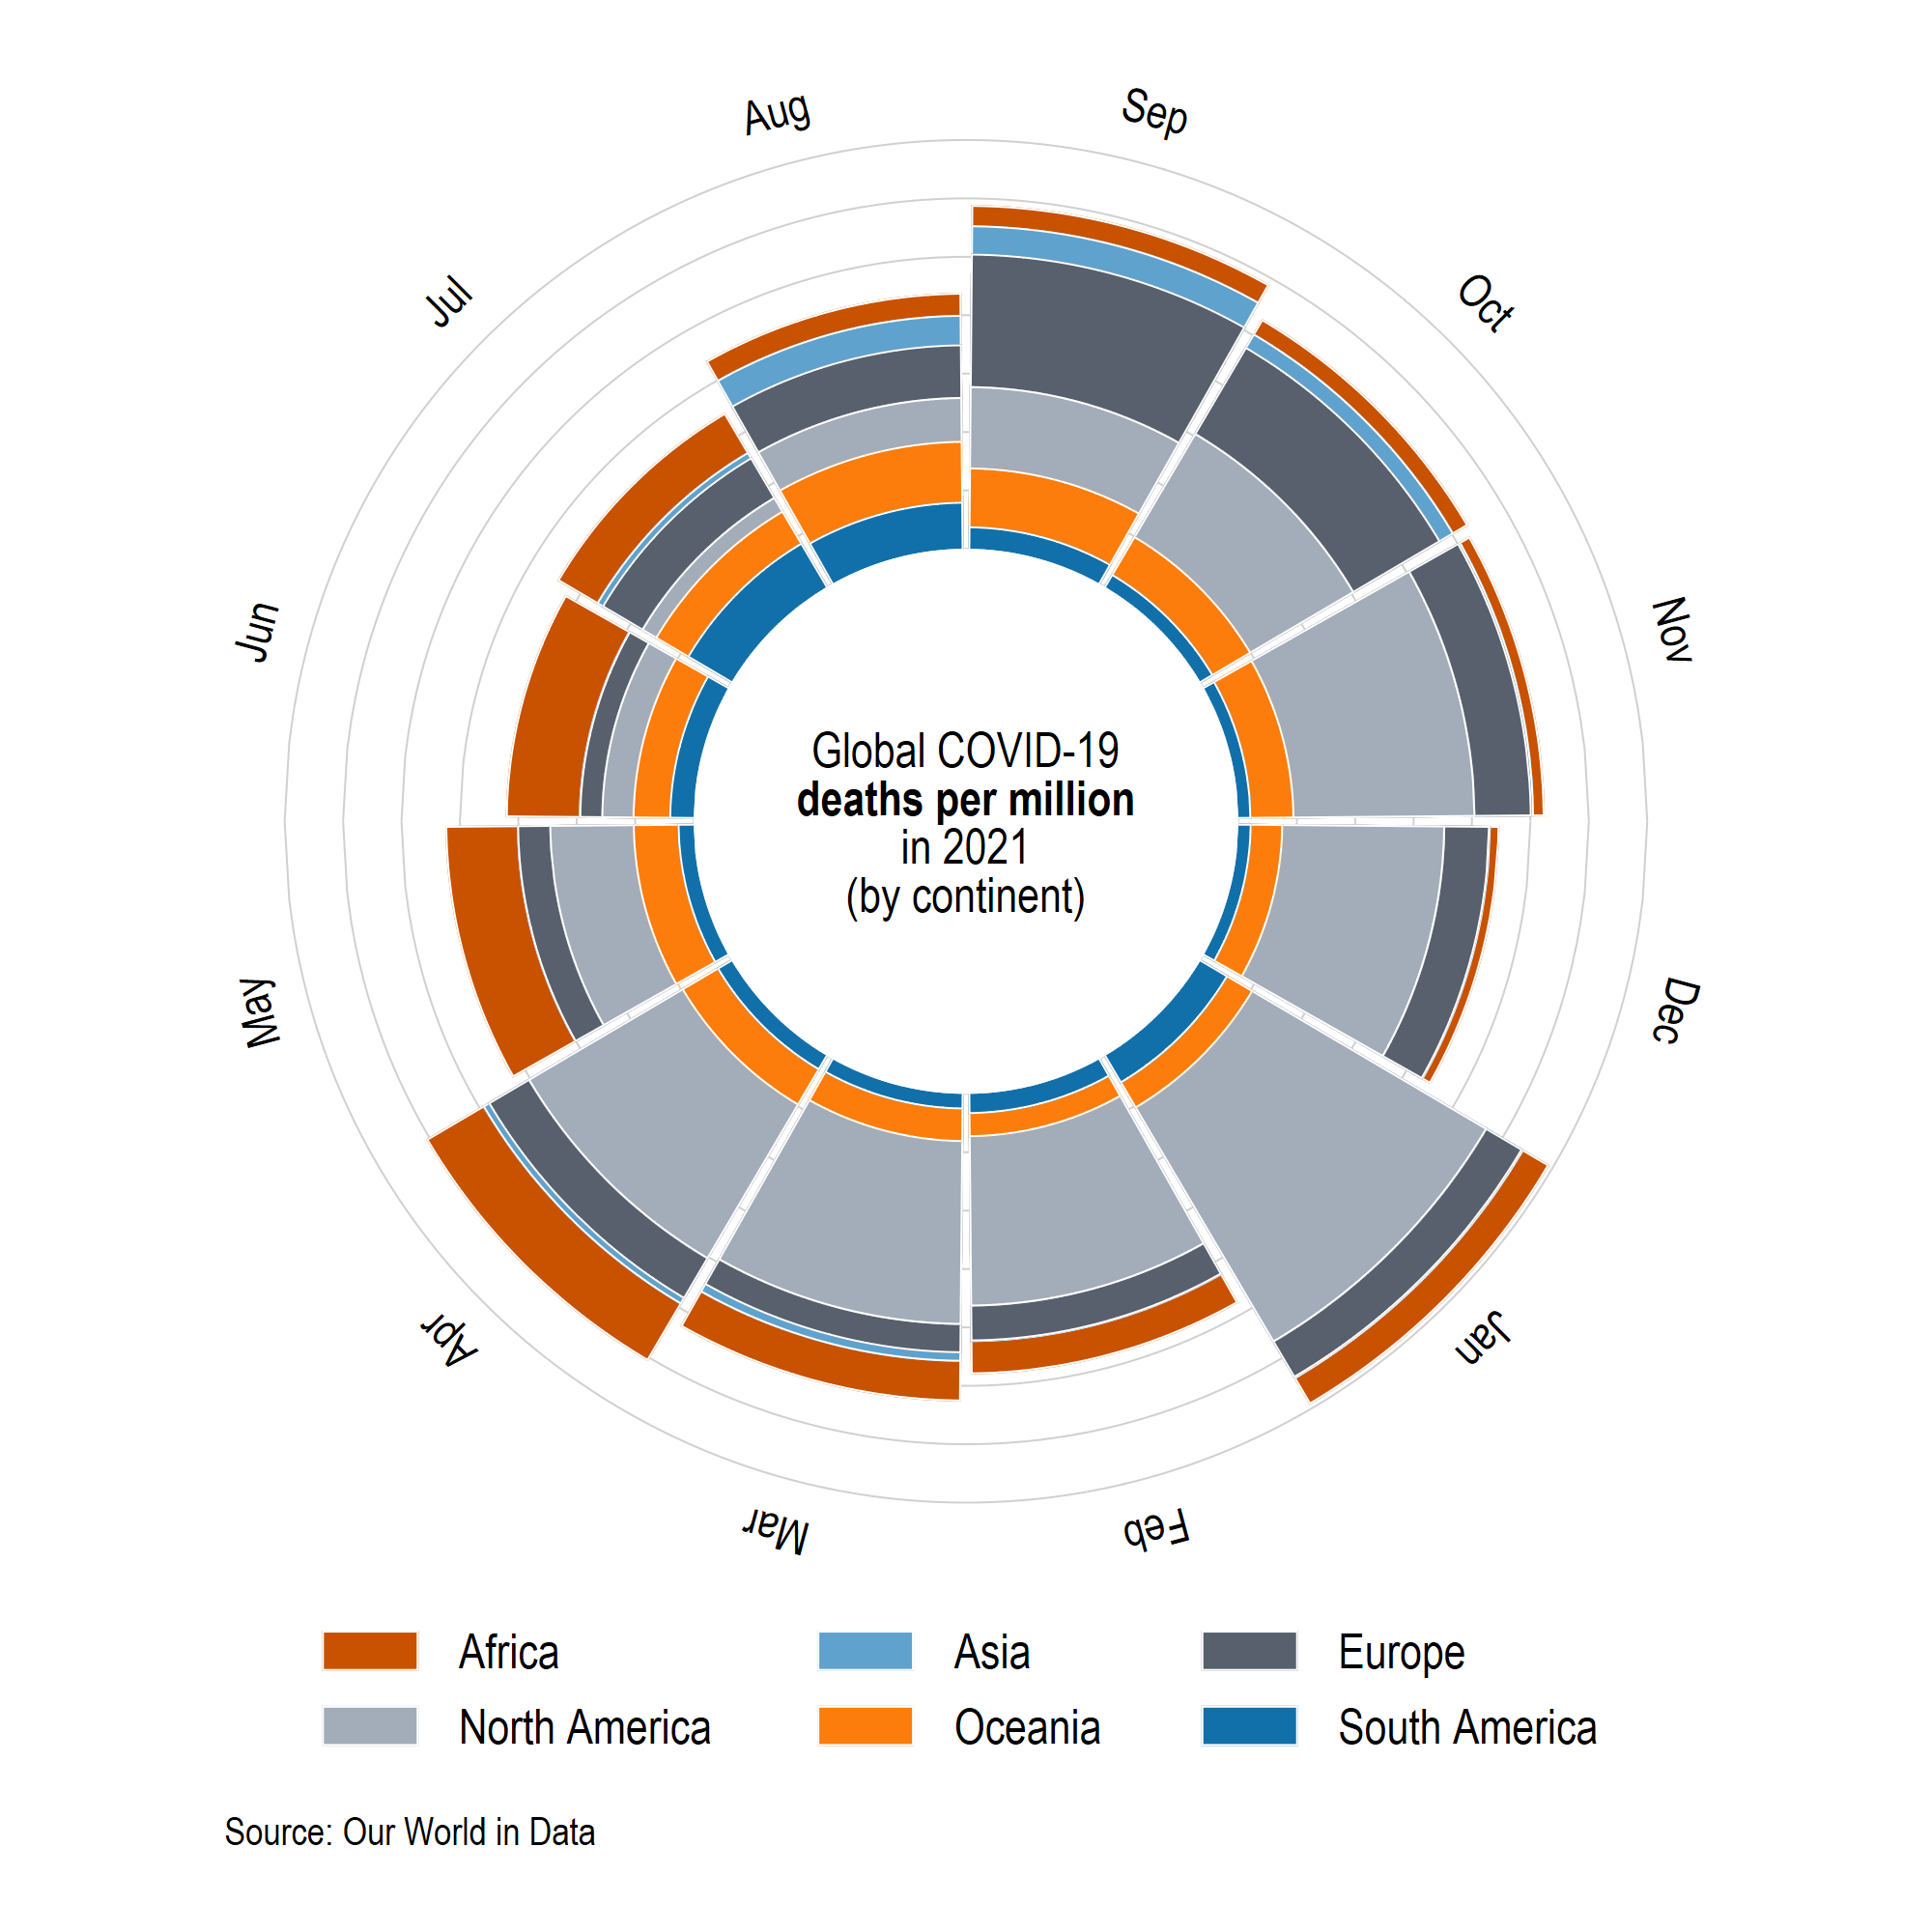 Aug
Sep
Jul
Oct
Jun
Nov
Global COVID-19
deaths per million
in 2021
(by continent)
May
Dec
Apr
Jan
Mar
Feb
Africa
Asia
Europe
North America
Oceania
South America
Source: Our World in Data